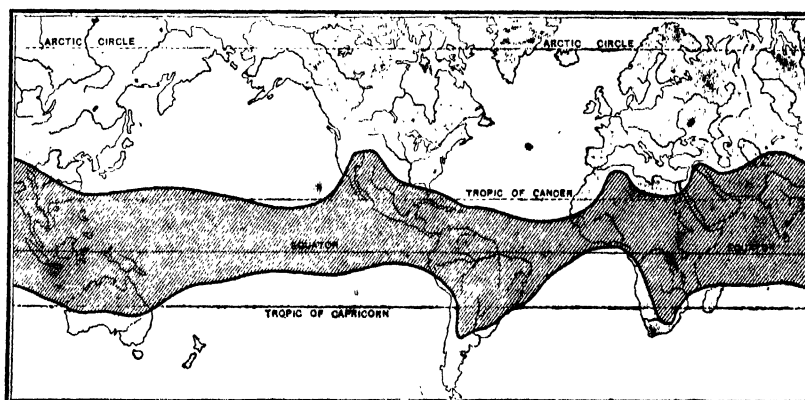 ARCTIC CIRCLE
ARCTIC CIRCLE
TROPIC OF CANCER
EQUATOR
EQUATOR
TROPIC OF CAPRICORN